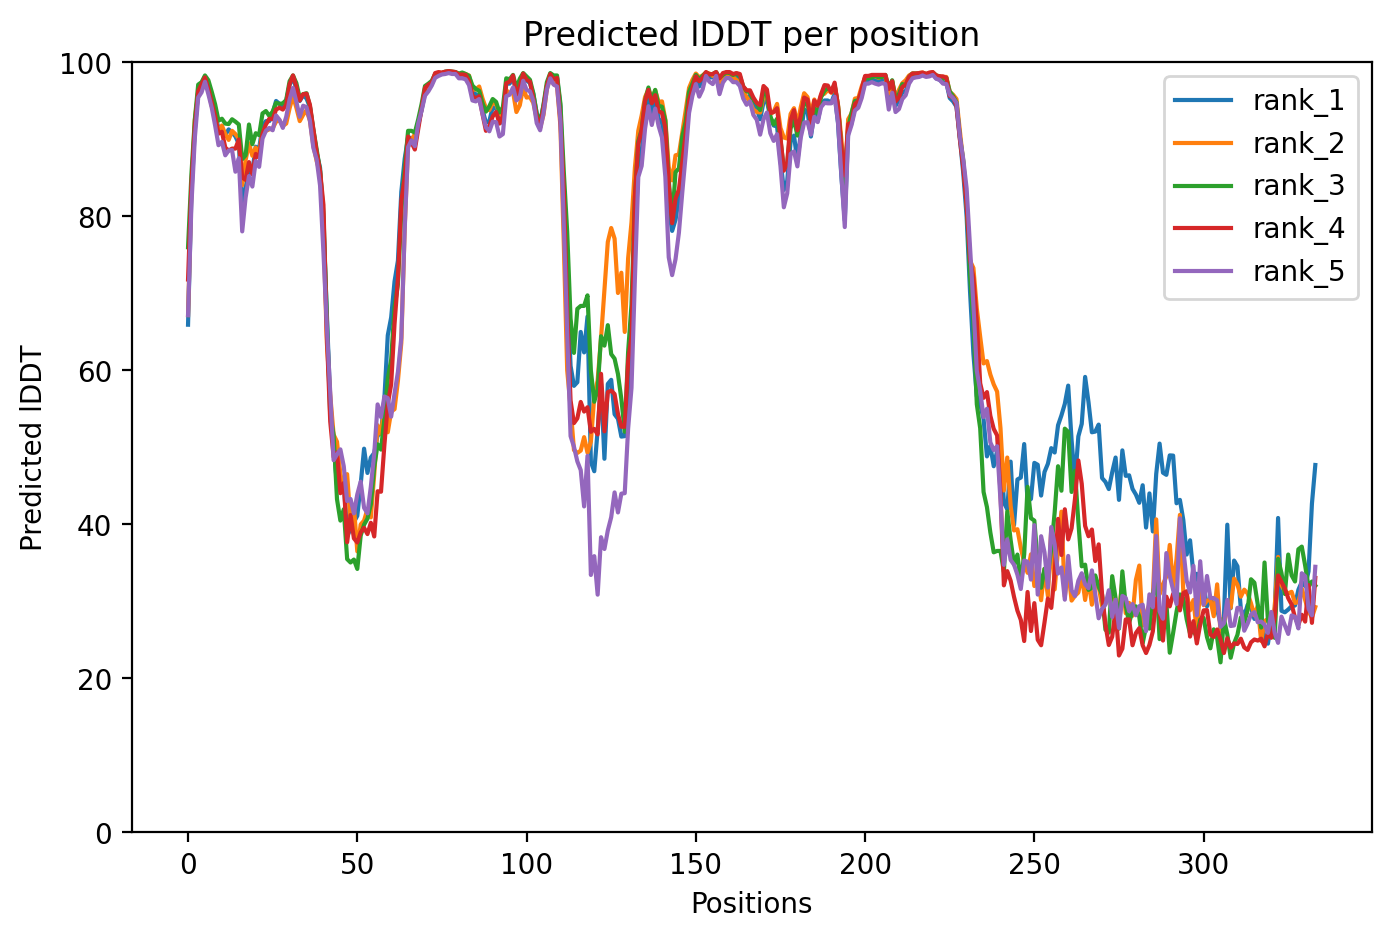 Predicted lDDT per position
Predicted lDDT
100
80
60
40
20
0
0 50 100 150 200 250 300
Positions
rank_1
rank_2
rank_3
rank_4
rank_5